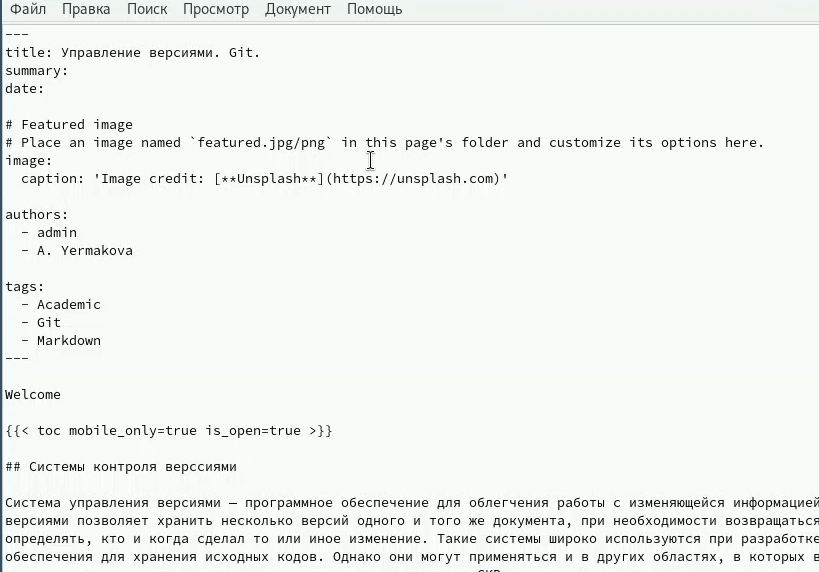 Файл Правка Поиск Просмотр Документ Помощь
---
title: Управление версиями. Git.
summary:
date:
# Featured image
# Place an image named `featured.jpg/png` in this page's folder and customize its options here.
image:
caption: 'Image credit: [**Unsplash**](https://unsplash.com)'
authors:
- admin
- A. Yermakova
tags:
- Academic
- Git
- Markdown
---
Welcome
{{< toc mobile_only=true is_open=true >}}
## Системы контроля верссиями
Система управления версиями — программное обеспечение для облегчения работы с изменяющейся информацией
версиями позволяет хранить несколько версий одного и того же документа, при необходимости возвращаться
определять, кто и когда сделал то или иное изменение. Такие системы широко используются при разработке
обеспечения для хранения исходных кодов. Однако они могут применяться и в других областях, в которых в